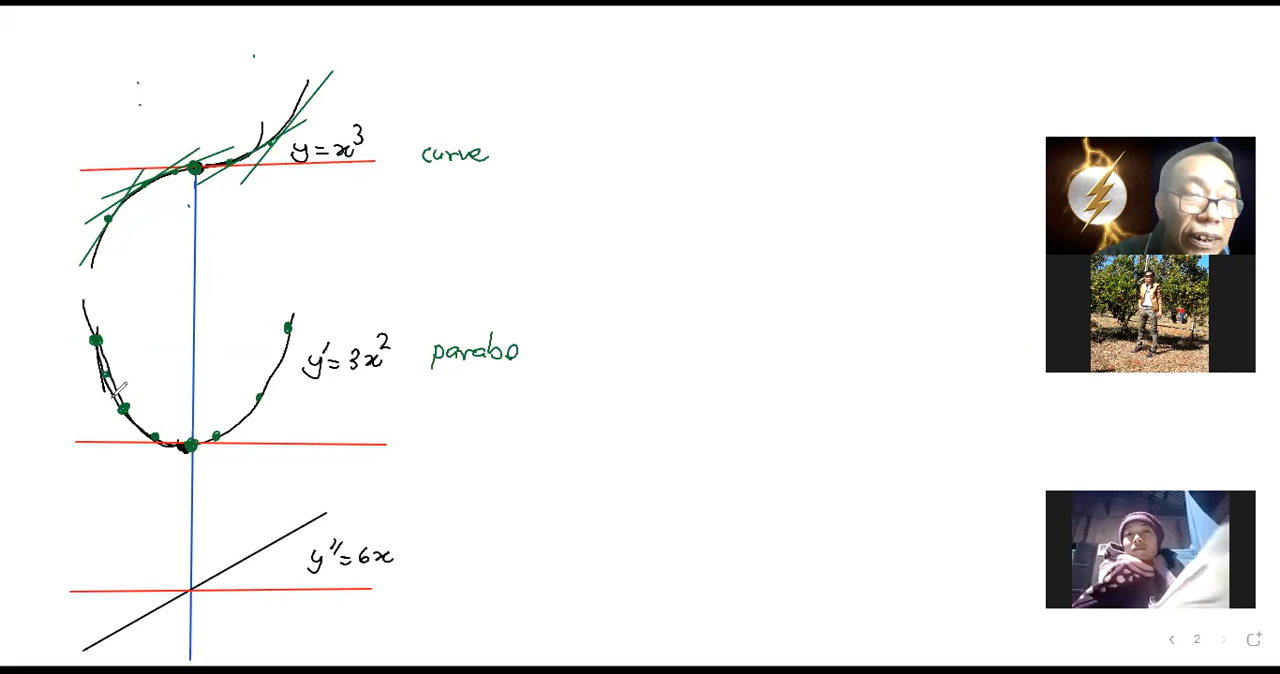 y = x³ curve
y' = 3x² parabo
y" = 6x
2